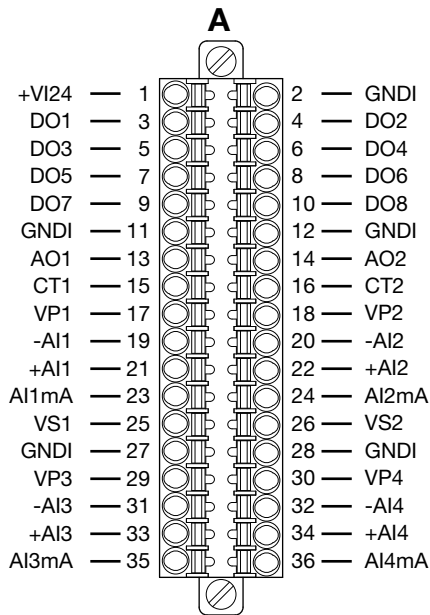 A
+VI24 — 1 2 — GNDI
DO1 — 3 4 — DO2
DO3 — 5 6 — DO4
DO5 — 7 8 — DO6
DO7 — 9 10 — DO8
GNDI — 11 12 — GNDI
AO1 — 13 14 — AO2
CT1 — 15 16 — CT2
VP1 — 17 18 — VP2
-AI1 — 19 20 — -AI2
+AI1 — 21 22 — +AI2
AI1mA — 23 24 — AI2mA
VS1 — 25 26 — VS2
GNDI — 27 28 — GNDI
VP3 — 29 30 — VP4
-AI3 — 31 32 — -AI4
+AI3 — 33 34 — +AI4
AI3mA — 35 36 — AI4mA